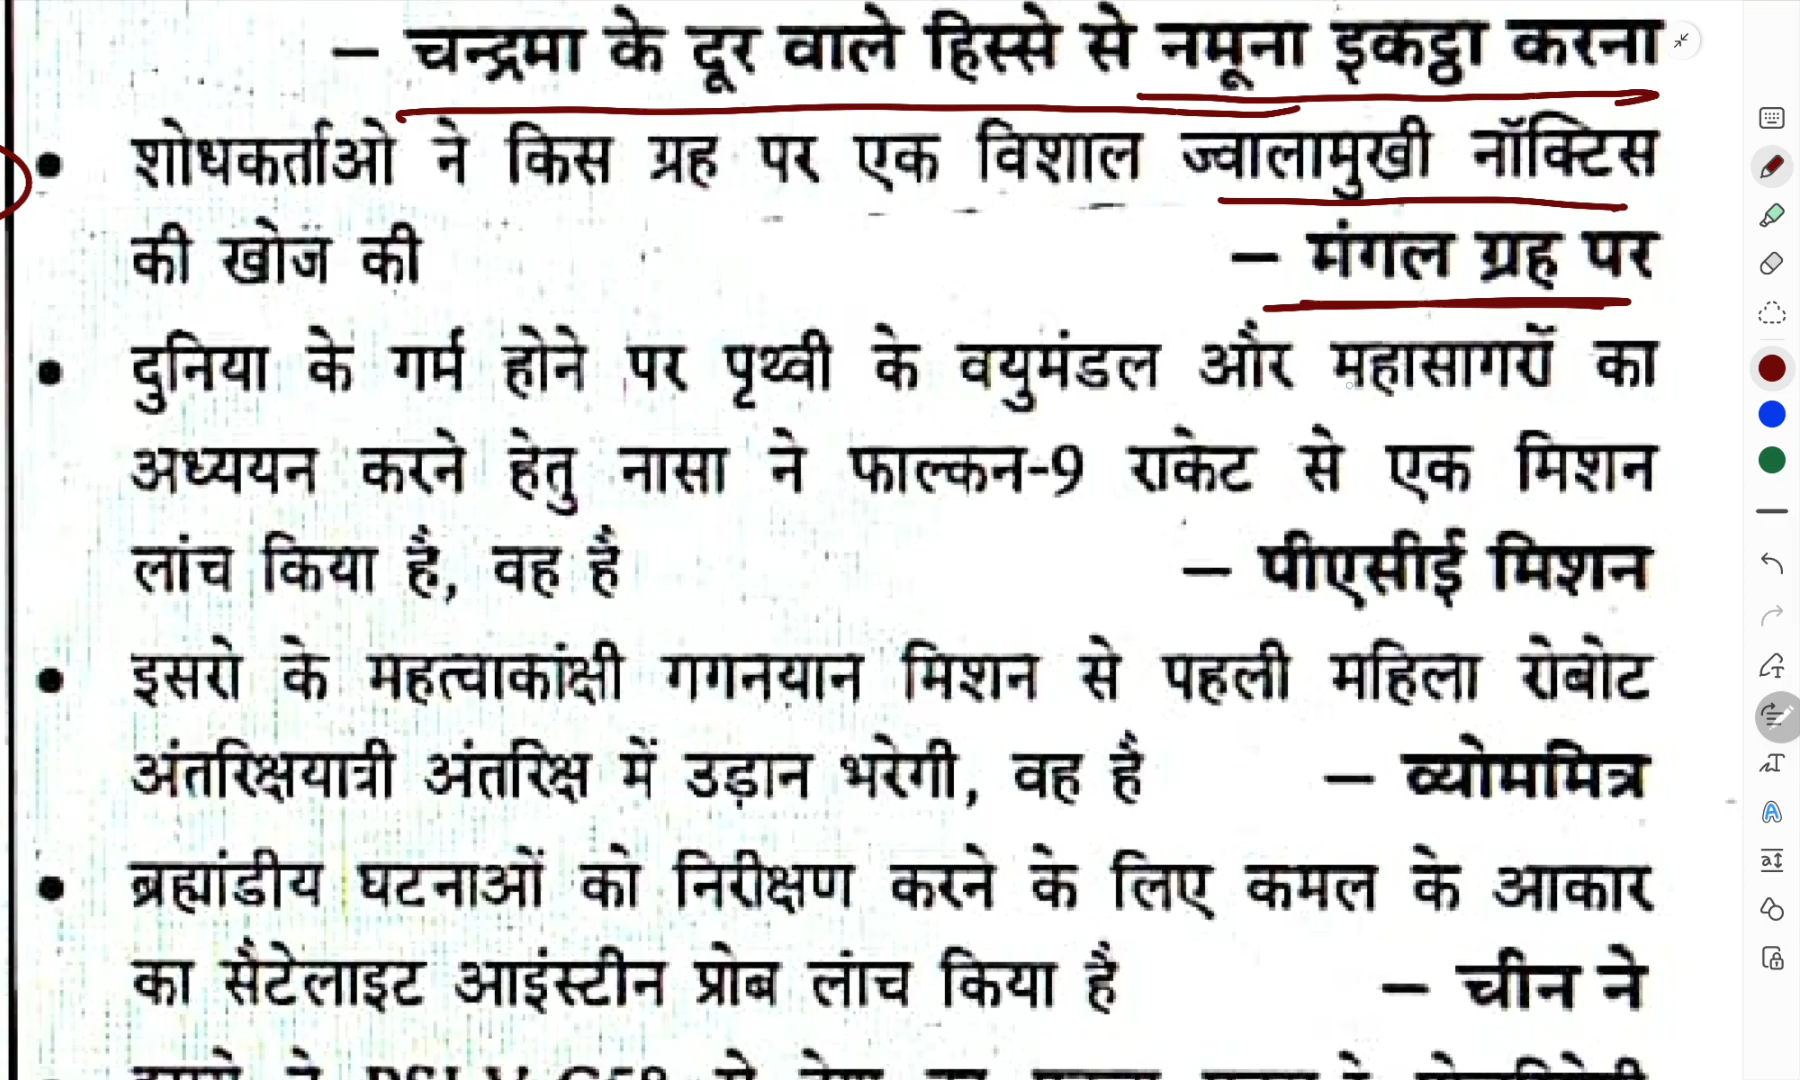 – चन्द्रमा के दूर वाले हिस्से से नमूना इकट्ठा करना
• शोधकर्ताओ ने किस ग्रह पर एक विशाल ज्वालामुखी नॉक्टिस
की खोज की – मंगल ग्रह पर
• दुनिया के गर्म होने पर पृथ्वी के वयुमंडल और महासागरों का
अध्ययन करने हेतु नासा ने फाल्कन-9 राकेट से एक मिशन
लांच किया है, वह है – पीएसीई मिशन
• इसरो के महत्वाकांक्षी गगनयान मिशन से पहली महिला रोबोट
अंतरिक्षयात्री अंतरिक्ष में उड़ान भरेगी, वह है – व्योममित्र
• ब्रह्मांडीय घटनाओं को निरीक्षण करने के लिए कमल के आकार
का सैटेलाइट आइंस्टीन प्रोब लांच किया है – चीन ने